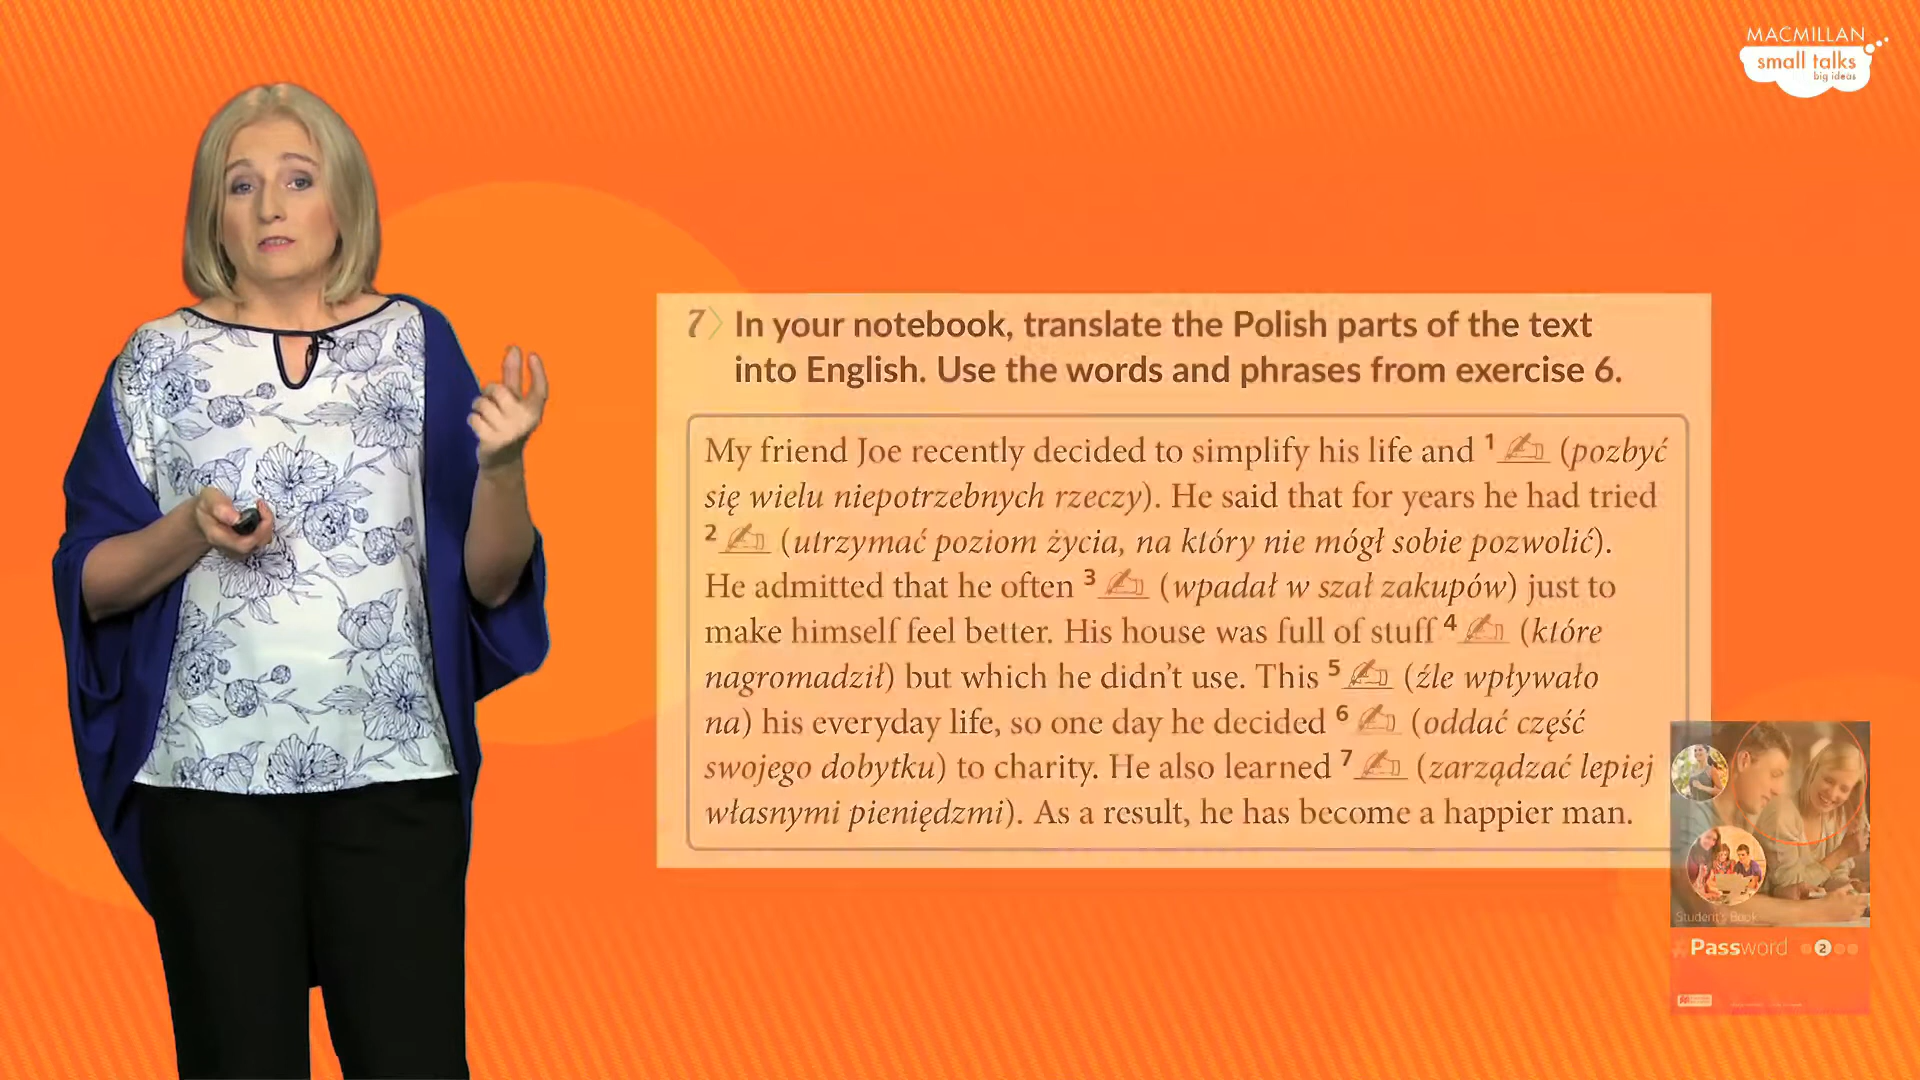 MACMILLAN
small talks
big ideas
7 In your notebook, translate the Polish parts of the text
into English. Use the words and phrases from exercise 6.
My friend Joe recently decided to simplify his life and 1 (pozbyć
się wielu niepotrzebnych rzeczy). He said that for years he had tried
2 (utrzymać poziom życia, na który nie mógł sobie pozwolić).
He admitted that he often 3 (wpadał w szał zakupów) just to
make himself feel better. His house was full of stuff 4 (które
nagromadził) but which he didn't use. This 5 (źle wpływało
na) his everyday life, so one day he decided 6 (oddać część
swojego dobytku) to charity. He also learned 7 (zarządzać lepiej
własnymi pieniędzmi). As a result, he has become a happier man.
Student's Book
Password 2